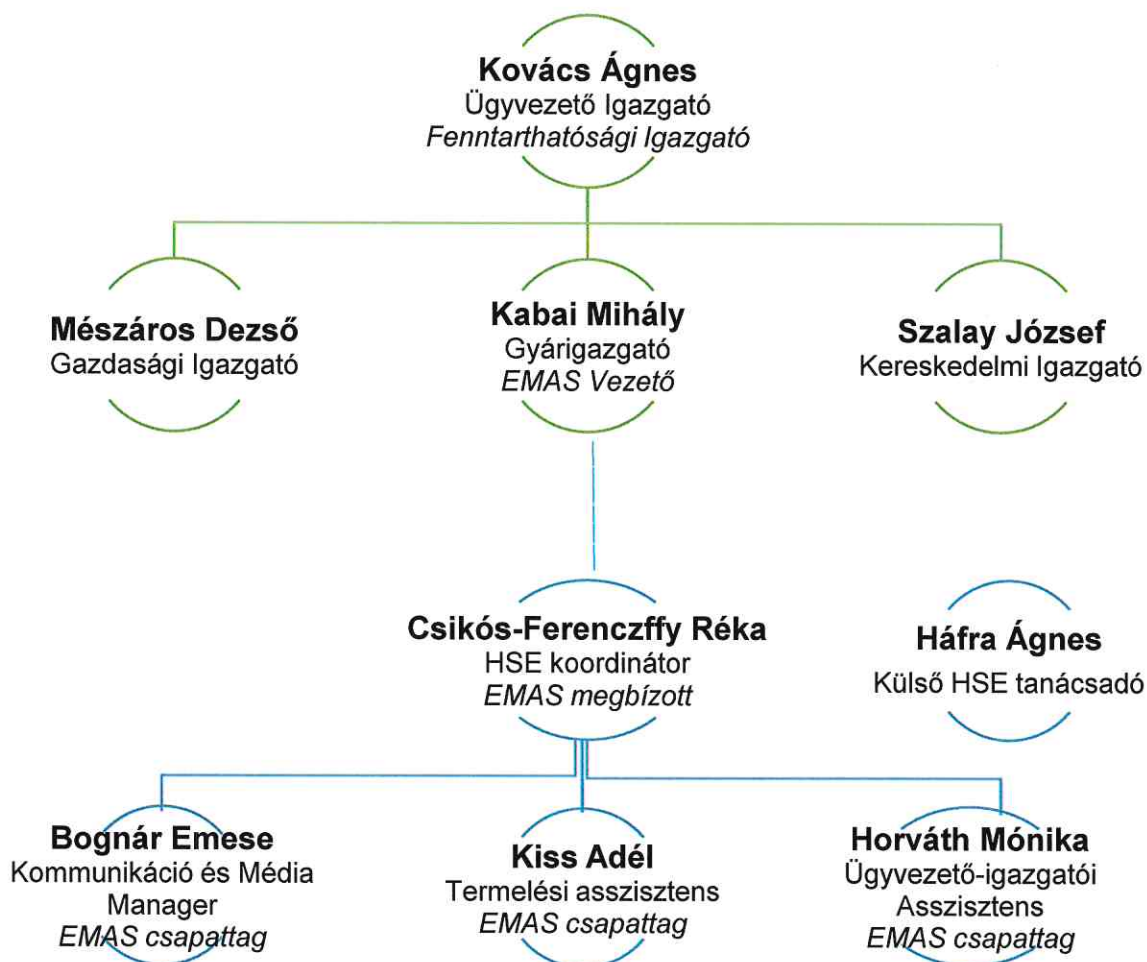 Kovács Ágnes
Ügyvezető Igazgató
Fenntarthatósági Igazgató
Mészáros Dezső
Gazdasági Igazgató
Kabai Mihály
Gyárigazgató
EMAS Vezető
Szalay József
Kereskedelmi Igazgató
Csikós-Ferenczffy Réka
HSE koordinátor
EMAS megbízott
Háfra Ágnes
Külső HSE tanácsadó
Bognár Emese
Kommunikáció és Média
Manager
EMAS csapattag
Kiss Adél
Termelési asszisztens
EMAS csapattag
Horváth Mónika
Ügyvezető-igazgatói
Asszisztens
EMAS csapattag